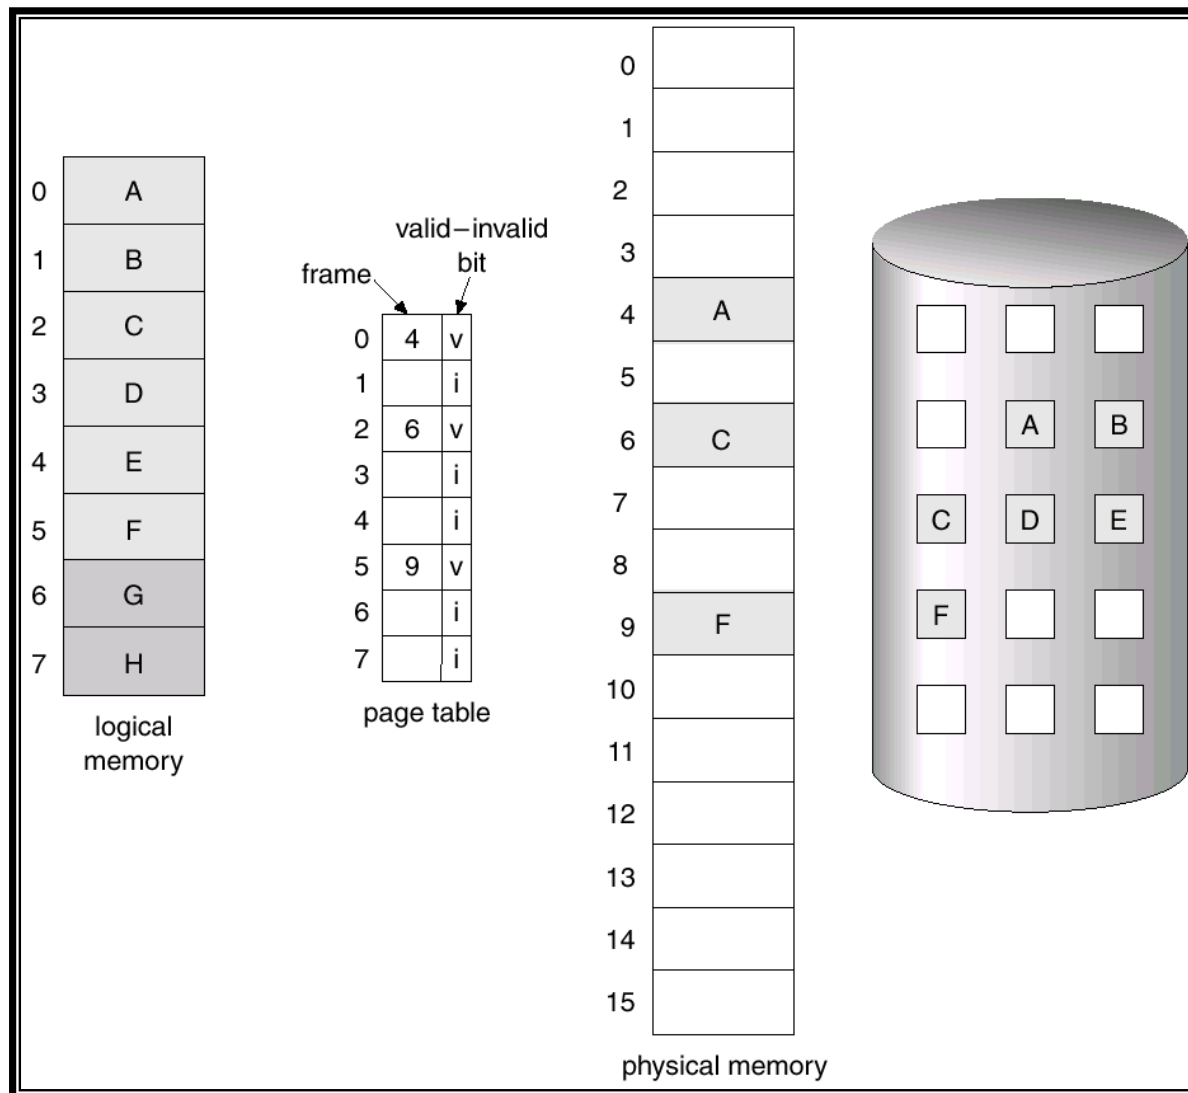 0 A
1 B
2 C
3 D
4 E
5 F
6 G
7 H
logical
memory
valid–invalid
bit
frame
0 4 v
1 i
2 6 v
3 i
4 i
5 9 v
6 i
7 i
page table
0
1
2
3
4 A
5
6 C
7
8
9 F
10
11
12
13
14
15
physical memory
A B
C D E
F